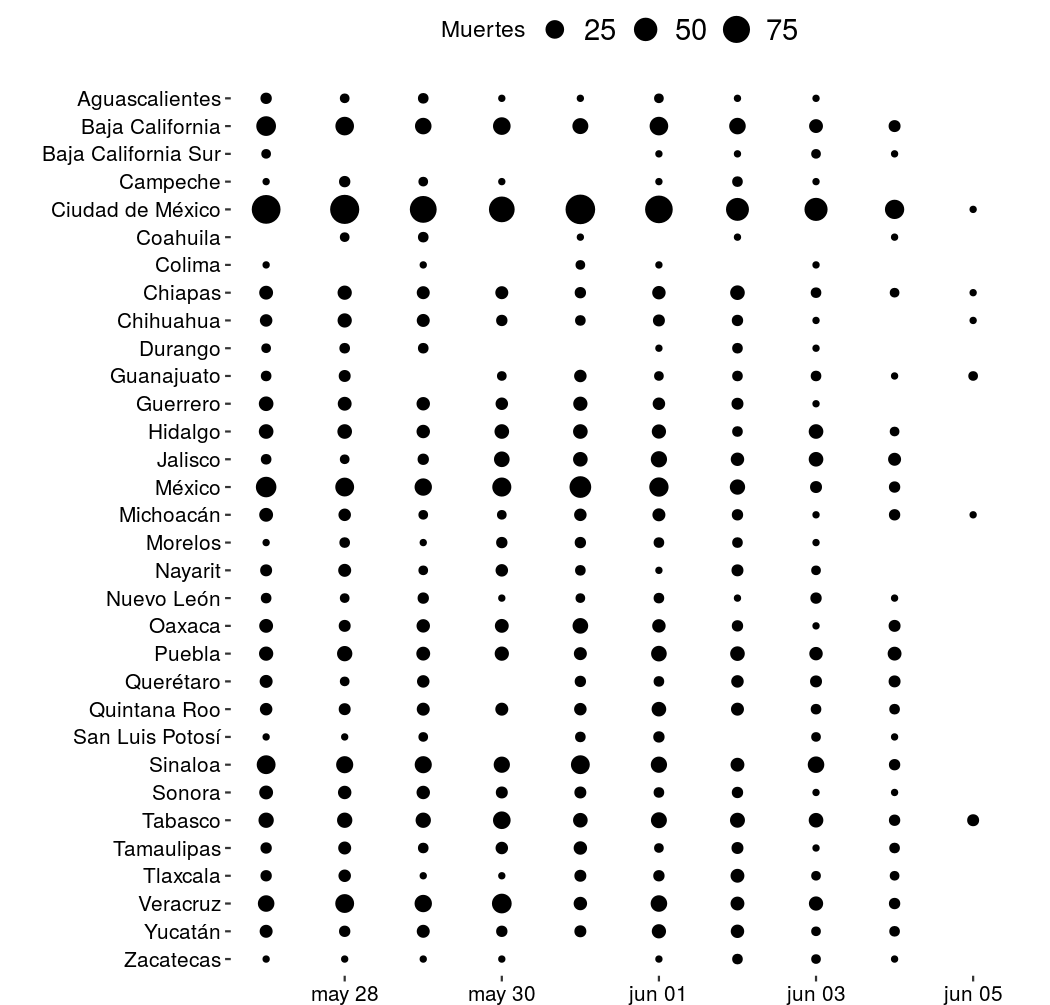 Muertes 25 50 75
Aguascalientes
Baja California
Baja California Sur
Campeche
Ciudad de México
Coahuila
Colima
Chiapas
Chihuahua
Durango
Guanajuato
Guerrero
Hidalgo
Jalisco
México
Michoacán
Morelos
Nayarit
Nuevo León
Oaxaca
Puebla
Querétaro
Quintana Roo
San Luis Potosí
Sinaloa
Sonora
Tabasco
Tamaulipas
Tlaxcala
Veracruz
Yucatán
Zacatecas
may 28 may 30 jun 01 jun 03 jun 05